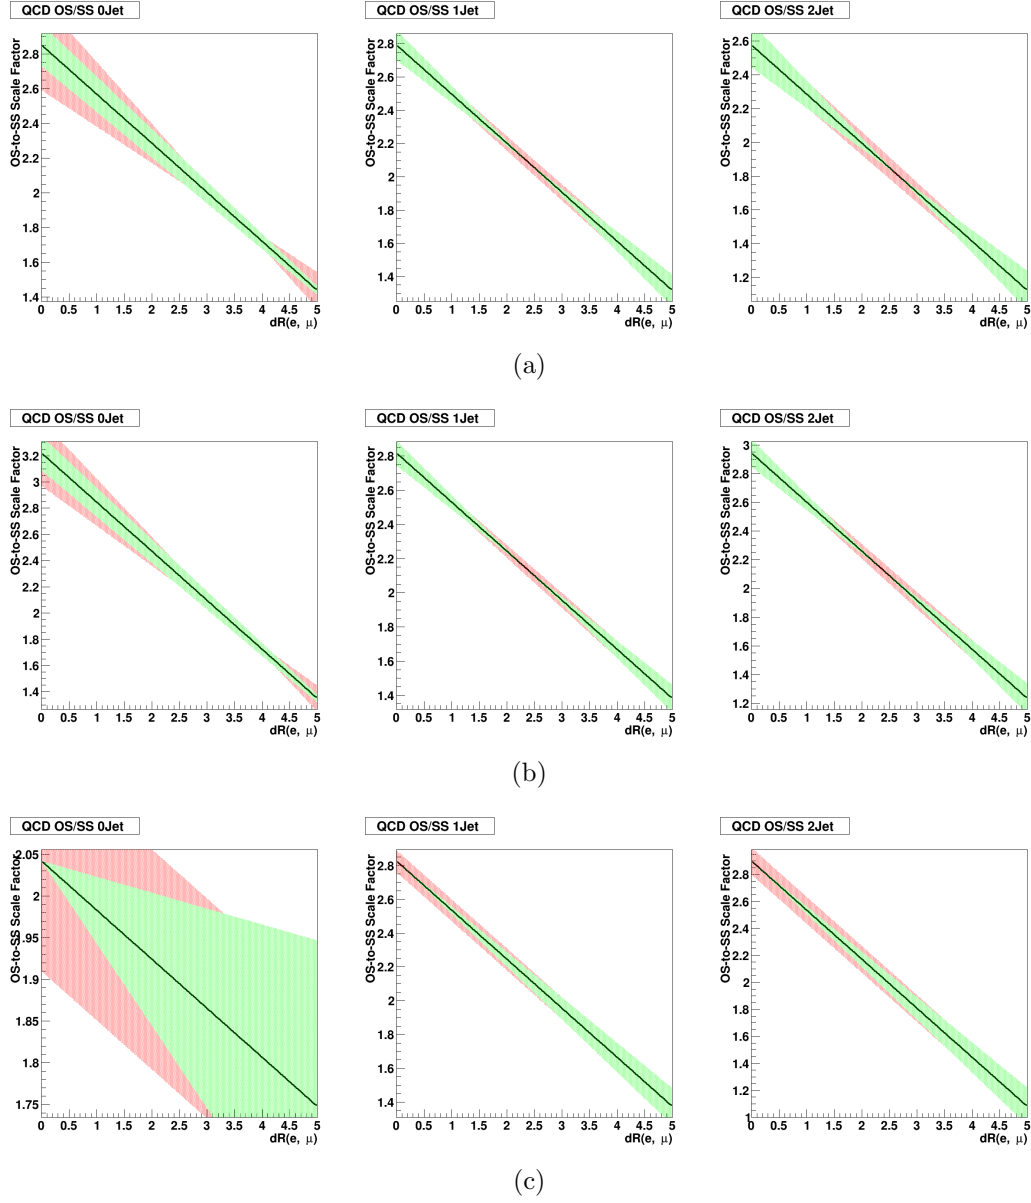 QCD OS/SS 0Jet
OS-to-SS Scale Factor
2.8
2.6
2.4
2.2
2
1.8
1.6
1.4
0 0.5 1 1.5 2 2.5 3 3.5 4 4.5 5
dR(e, μ)
QCD OS/SS 1Jet
OS-to-SS Scale Factor
2.8
2.6
2.4
2.2
2
1.8
1.6
1.4
0 0.5 1 1.5 2 2.5 3 3.5 4 4.5 5
dR(e, μ)
QCD OS/SS 2Jet
OS-to-SS Scale Factor
2.6
2.4
2.2
2
1.8
1.6
1.4
1.2
0 0.5 1 1.5 2 2.5 3 3.5 4 4.5 5
dR(e, μ)
(a)
QCD OS/SS 0Jet
OS-to-SS Scale Factor
3.2
3
2.8
2.6
2.4
2.2
2
1.8
1.6
1.4
0 0.5 1 1.5 2 2.5 3 3.5 4 4.5 5
dR(e, μ)
QCD OS/SS 1Jet
OS-to-SS Scale Factor
2.8
2.6
2.4
2.2
2
1.8
1.6
1.4
0 0.5 1 1.5 2 2.5 3 3.5 4 4.5 5
dR(e, μ)
QCD OS/SS 2Jet
OS-to-SS Scale Factor
3
2.8
2.6
2.4
2.2
2
1.8
1.6
1.4
1.2
0 0.5 1 1.5 2 2.5 3 3.5 4 4.5 5
dR(e, μ)
(b)
QCD OS/SS 0Jet
OS-to-SS Scale Factor
2.05
2
1.95
1.9
1.85
1.8
1.75
0 0.5 1 1.5 2 2.5 3 3.5 4 4.5 5
dR(e, μ)
QCD OS/SS 1Jet
OS-to-SS Scale Factor
2.8
2.6
2.4
2.2
2
1.8
1.6
1.4
0 0.5 1 1.5 2 2.5 3 3.5 4 4.5 5
dR(e, μ)
QCD OS/SS 2Jet
OS-to-SS Scale Factor
2.8
2.6
2.4
2.2
2
1.8
1.6
1.4
1.2
1
0 0.5 1 1.5 2 2.5 3 3.5 4 4.5 5
dR(e, μ)
(c)